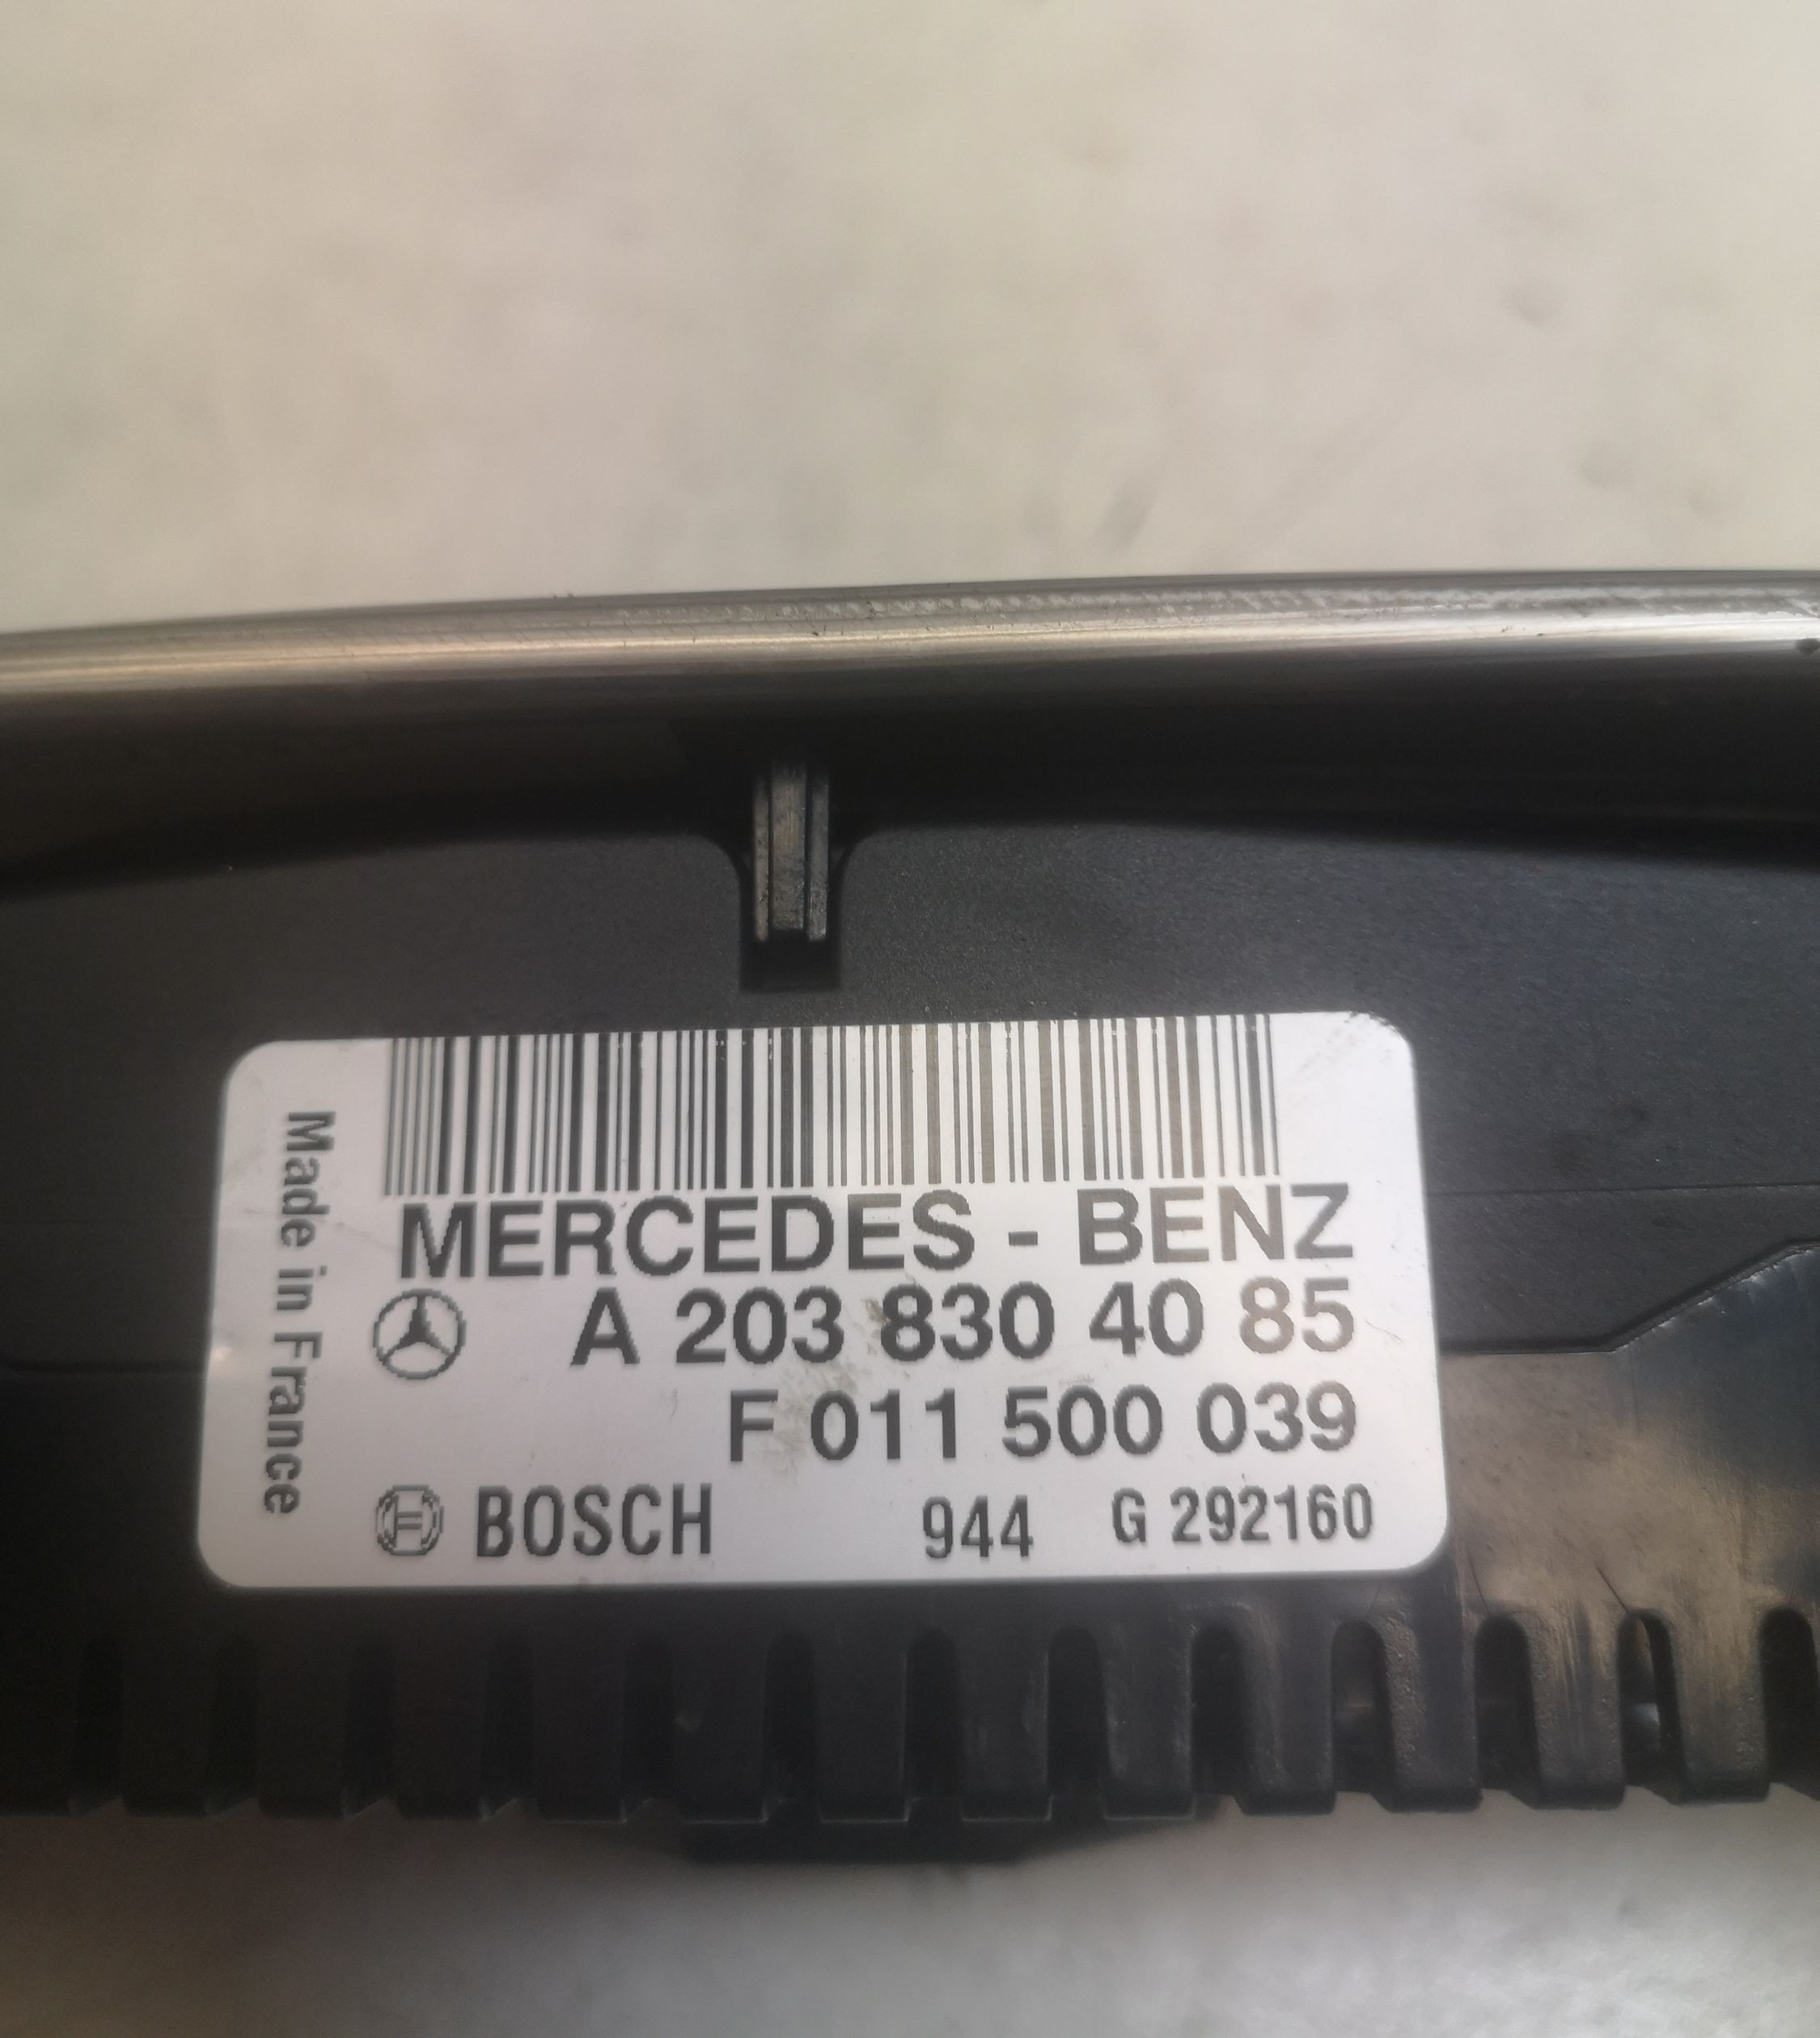 Made in France
MERCEDES - BENZ
A 203 830 40 85
F 011 500 039
BOSCH 944 G 292160